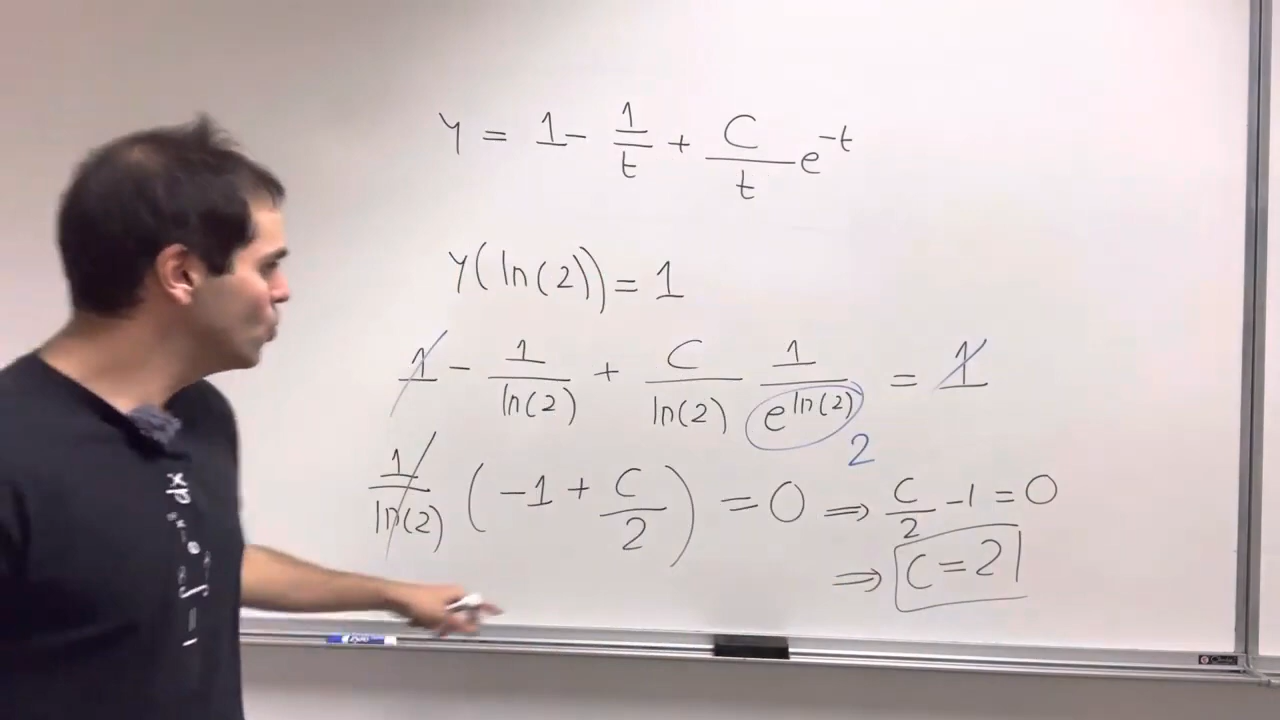 y = 1 - 1/t + C/t e^-t
y(ln(2)) = 1
1 - 1/ln(2) + C/ln(2) 1/e^ln(2) = 1
2
1/ln(2) (-1 + C/2) = 0 ⇒ C/2 - 1 = 0
⇒ C = 2